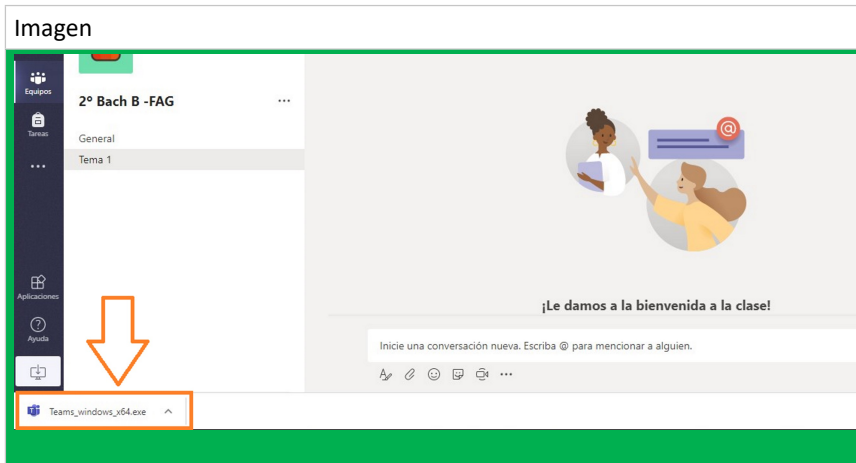 Imagen
Equipos
2º Bach B -FAG
Tareas
General
Tema 1
Aplicaciones
¡Le damos a la bienvenida a la clase!
Ayuda
Inicie una conversación nueva. Escriba @ para mencionar a alguien.
Teams_windows_x64.exe